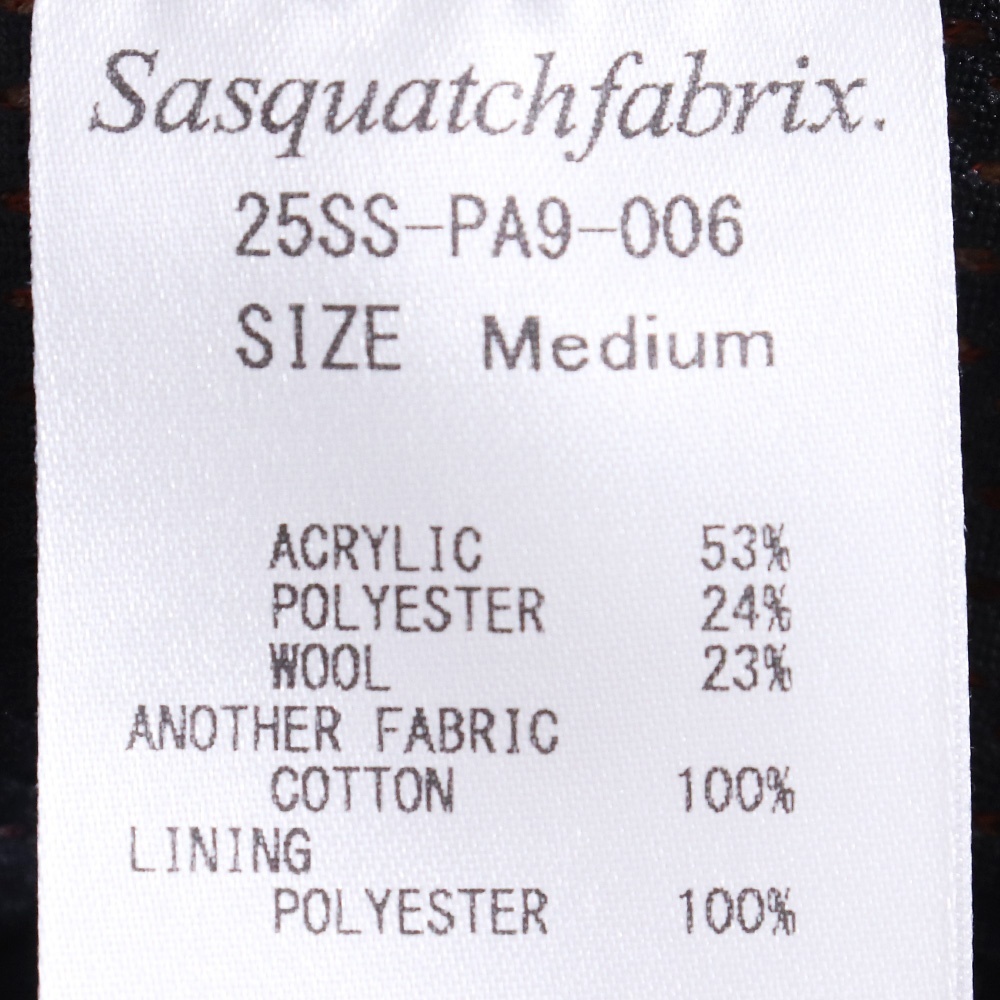 Sasquatchfabrix.
25SS-PA9-006
SIZE Medium
ACRYLIC 53%
POLYESTER 24%
WOOL 23%
ANOTHER FABRIC
COTTON 100%
LINING
POLYESTER 100%